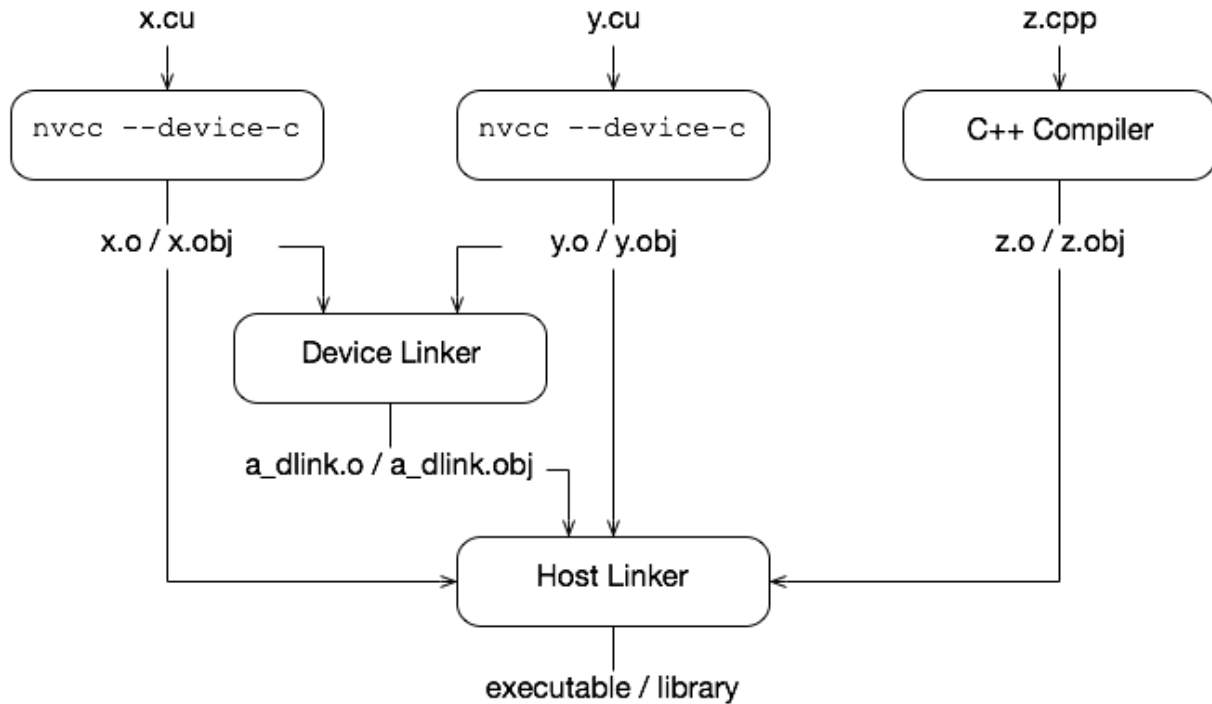 x.cu
y.cu
z.cpp
nvcc --device-c
nvcc --device-c
C++ Compiler
x.o / x.obj
y.o / y.obj
z.o / z.obj
Device Linker
a_dlink.o / a_dlink.obj
Host Linker
executable / library